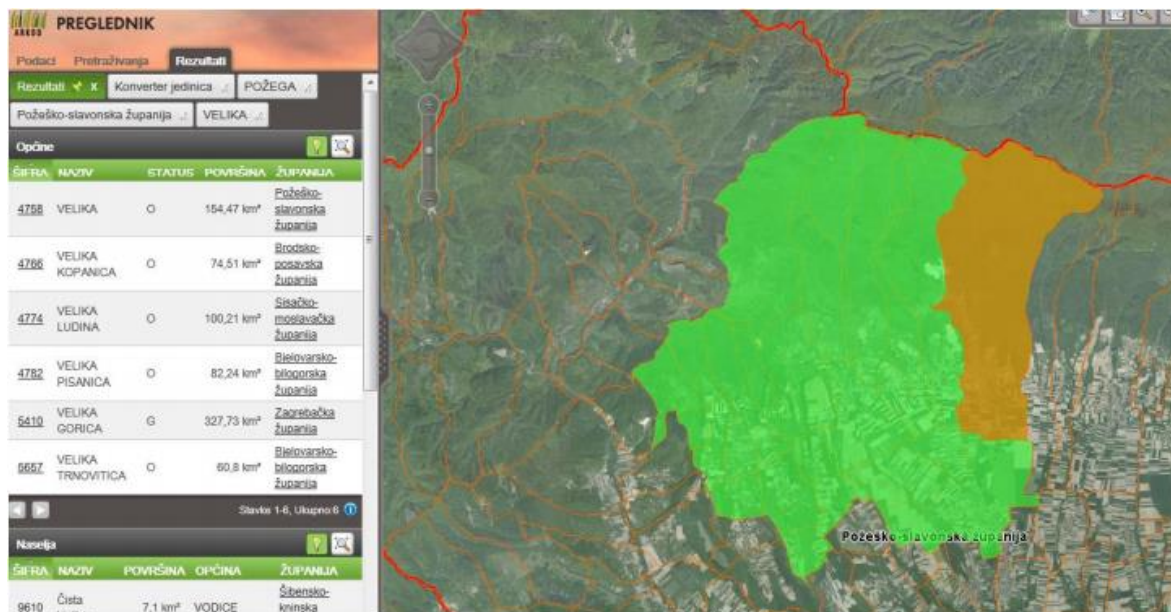 ARKOD PREGLEDNIK
Podaci Pretraživanja Rezultati
Rezultati x Konverter jedinica POŽEGA
Požeško-slavonska županija VELIKA
Općine
ŠIFRA NAZIV STATUS POVRŠINA ŽUPANIJA
4758 VELIKA O 154,47 km² Požeško-
slavonska
županija
4766 VELIKA
KOPANICA O 74,51 km² Brodsko-
posavska
županija
4774 VELIKA
LUDINA O 100,21 km² Sisačko-
moslavačka
županija
4782 VELIKA
PISANICA O 82,24 km² Bjelovarsko-
bilogorska
županija
5410 VELIKA
GORICA G 327,73 km² Zagrebačka
županija
5657 VELIKA
TRNOVITICA O 60,8 km² Bjelovarsko-
bilogorska
županija
Stavke 1-6, Ukupno:6
Naselja
ŠIFRA NAZIV POVRŠINA OPĆINA ŽUPANIJA
9610 Čista 7,1 km² VODICE Šibensko-
kninska
Požeško-slavonska županija